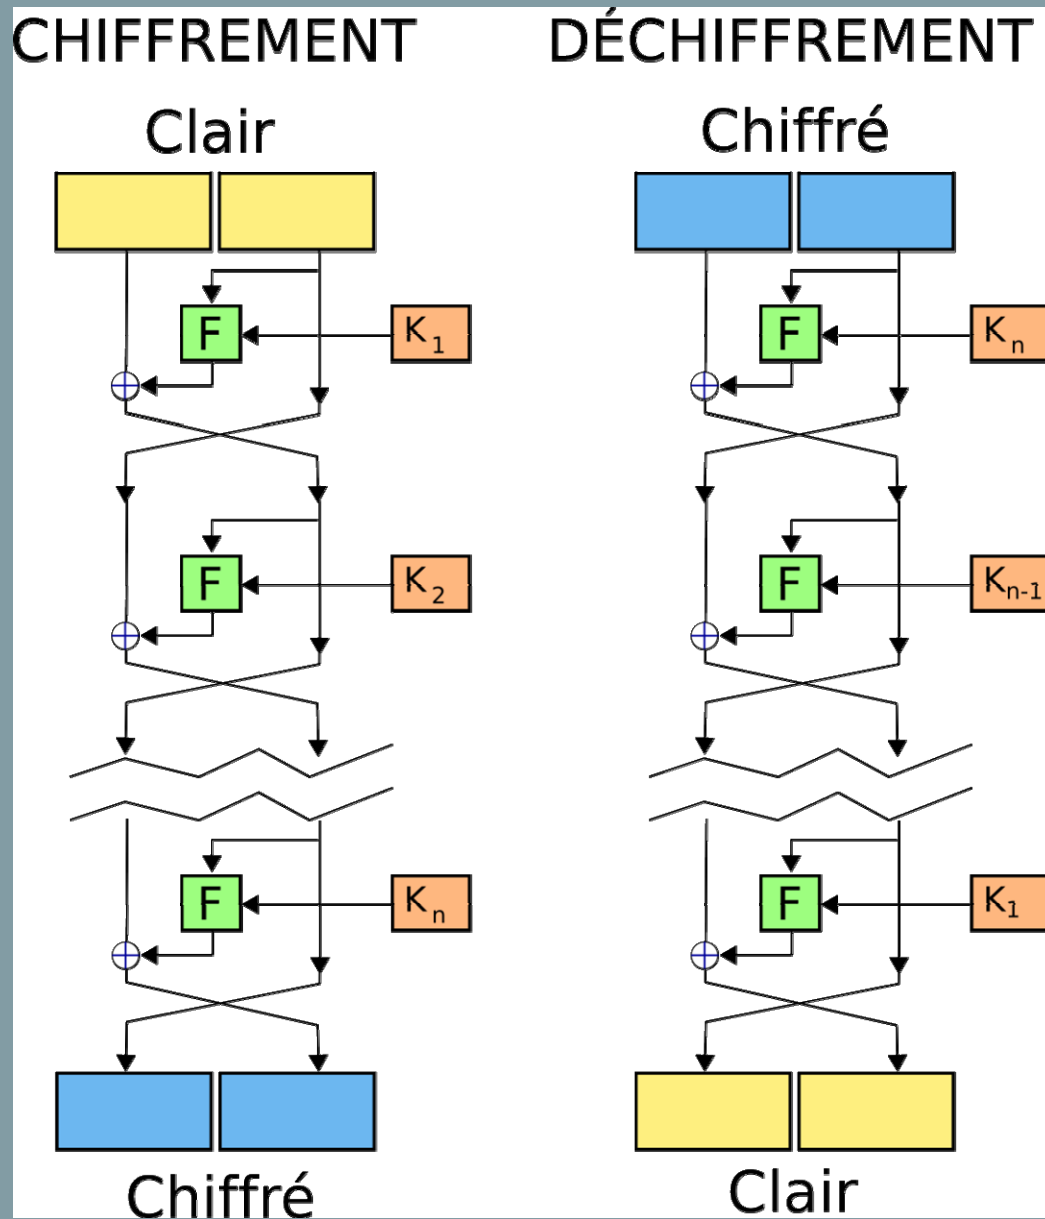 CHIFFREMENT
Clair
F
K1
F
K2
F
Kn
Chiffré
DÉCHIFFREMENT
Chiffré
F
Kn
F
Kn-1
F
K1
Clair